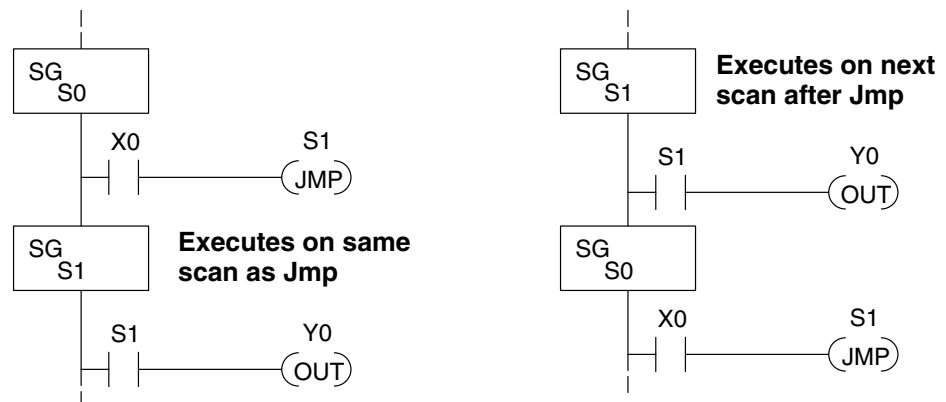 SG
S0
X0
S1
JMP
SG
S1
Executes on same
scan as Jmp
S1
Y0
OUT
SG
S1
Executes on next
scan after Jmp
S1
Y0
OUT
SG
S0
X0
S1
JMP